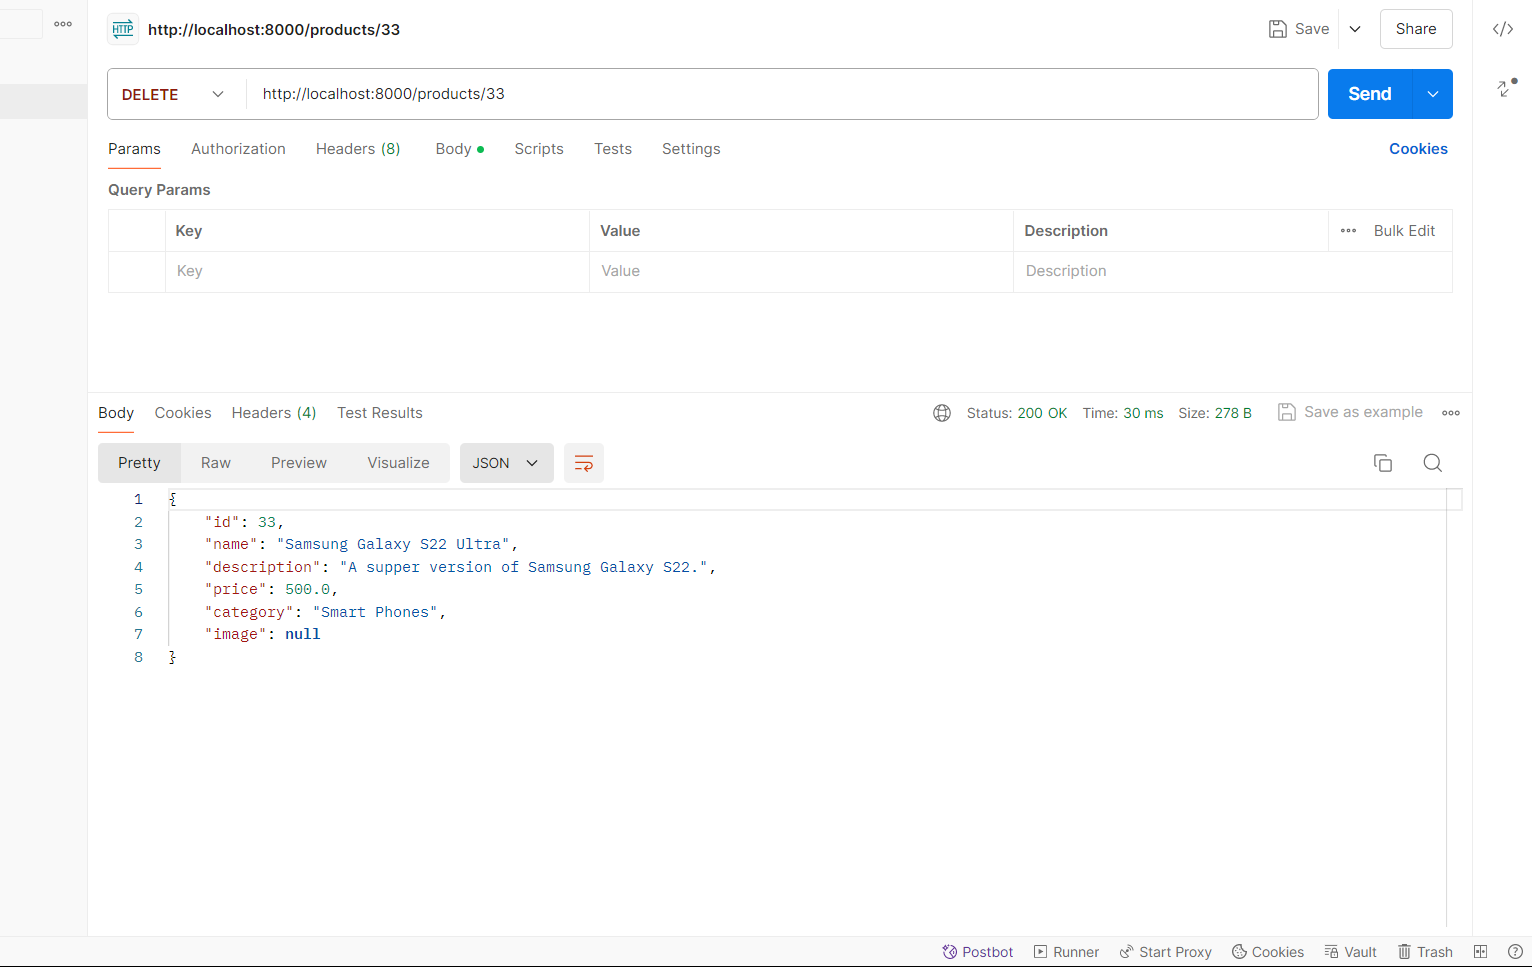 HTTP http://localhost:8000/products/33 Save Share
DELETE http://localhost:8000/products/33 Send
Params Authorization Headers (8) Body Scripts Tests Settings Cookies
Query Params
Key Value Description Bulk Edit
Key Value Description
Body Cookies Headers (4) Test Results Status: 200 OK Time: 30 ms Size: 278 B Save as example
Pretty Raw Preview Visualize JSON
1 {
2 "id": 33,
3 "name": "Samsung Galaxy S22 Ultra",
4 "description": "A supper version of Samsung Galaxy S22.",
5 "price": 500.0,
6 "category": "Smart Phones",
7 "image": null
8 }
Postbot Runner Start Proxy Cookies Vault Trash